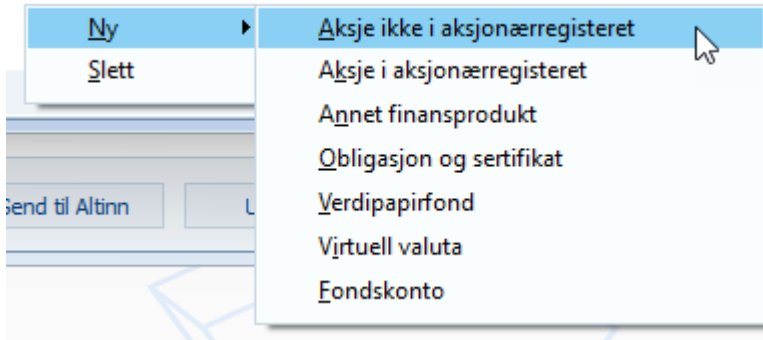 Ny
Aksje ikke i aksjonærregisteret
Slett
Aksje i aksjonærregisteret
Annet finansprodukt
Obligasjon og sertifikat
Send til Altinn
U
Verdipapirfond
Virtuell valuta
Fondskonto